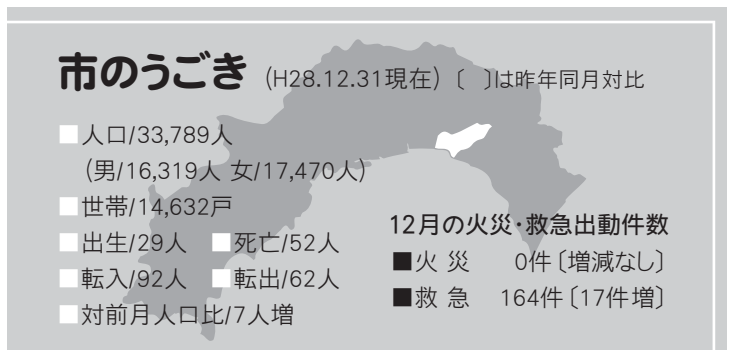 市のうごき (H28.12.31現在) 〔 〕は昨年同月対比
■人口/33,789人
(男/16,319人 女/17,470人)
■世帯/14,632戸
■出生/29人 ■死亡/52人
■転入/92人 ■転出/62人
■対前月人口比/7人増
12月の火災・救急出動件数
■火 災 0件〔増減なし〕
■救 急 164件〔17件増〕